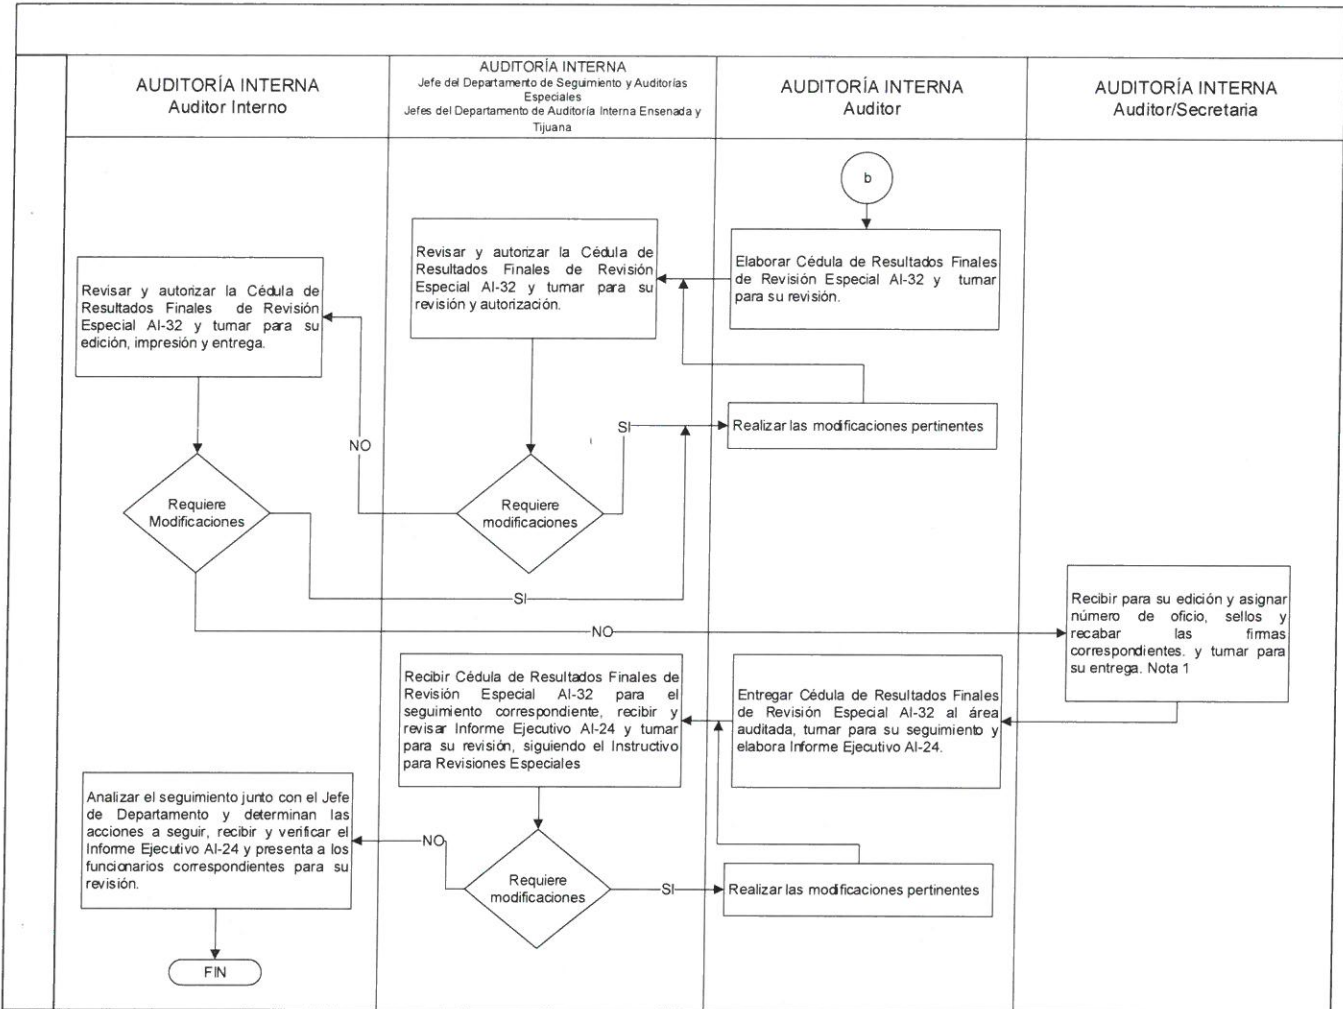 AUDITORÍA INTERNA
Auditor Interno
AUDITORÍA INTERNA
Jefe del Departamento de Seguimiento y Auditorías
Especiales
Jefes del Departamento de Auditoría Interna Ensenada y
Tijuana
AUDITORÍA INTERNA
Auditor
AUDITORÍA INTERNA
Auditor/Secretaria
b
Elaborar Cédula de Resultados Finales
de Revisión Especial AI-32 y turnar
para su revisión.
Revisar y autorizar la Cédula de
Resultados Finales de Revisión
Especial AI-32 y turnar para su
revisión y autorización.
Revisar y autorizar la Cédula de
Resultados Finales de Revisión
Especial AI-32 y turnar para su
edición, impresión y entrega.
Realizar las modificaciones pertinentes
SI
NO
Requiere
Modificaciones
Requiere
modificaciones
SI
NO
Recibir para su edición y asignar
número de oficio, sellos y
recabar las firmas
correspondientes. y turnar para
su entrega. Nota 1
Recibir Cédula de Resultados Finales de
Revisión Especial AI-32 para el
seguimiento correspondiente, recibir y
revisar Informe Ejecutivo AI-24 y turnar
para su revisión, siguiendo el Instructivo
para Revisiones Especiales
Entregar Cédula de Resultados Finales
de Revisión Especial AI-32 al área
auditada, turnar para su seguimiento y
elabora Informe Ejecutivo AI-24.
Analizar el seguimiento junto con el Jefe
de Departamento y determinan las
acciones a seguir, recibir y verificar el
Informe Ejecutivo AI-24 y presenta a los
funcionarios correspondientes para su
revisión.
NO
Requiere
modificaciones
SI
Realizar las modificaciones pertinentes
FIN